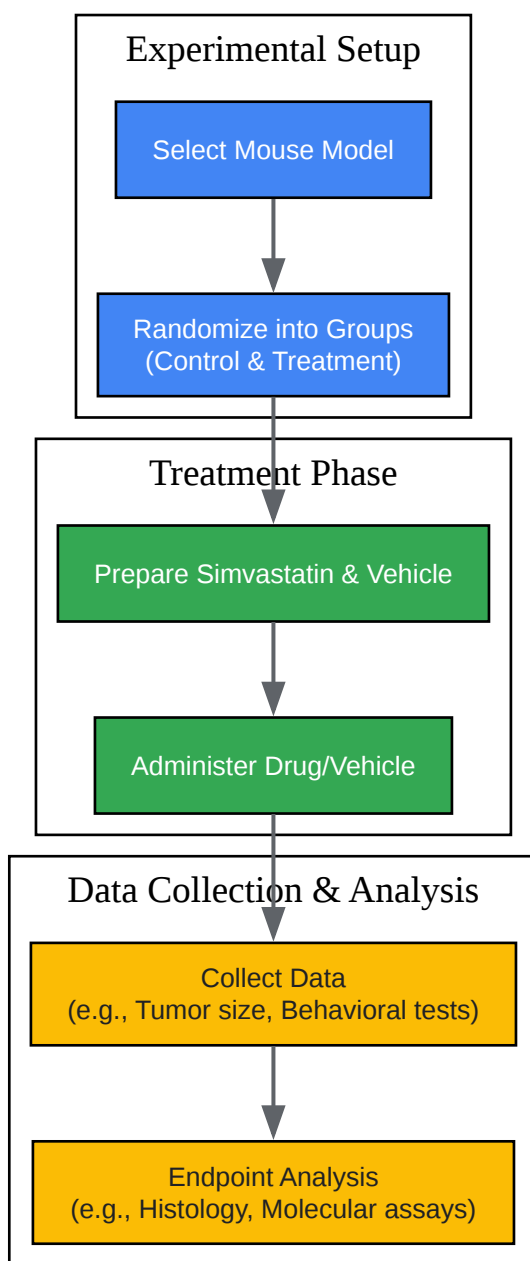 Experimental Setup
Select Mouse Model
Randomize into Groups
(Control & Treatment)
Treatment Phase
Prepare Simvastatin & Vehicle
Administer Drug/Vehicle
Data Collection & Analysis
Collect Data
(e.g., Tumor size, Behavioral tests)
Endpoint Analysis
(e.g., Histology, Molecular assays)